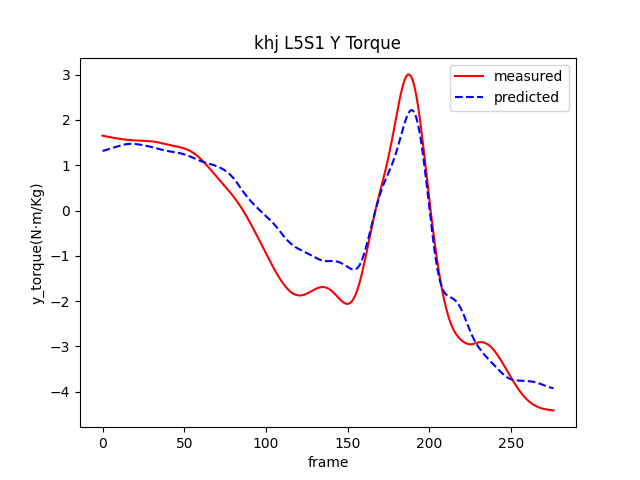 khj L5S1 Y Torque
measured
predicted
3
2
1
0
−1
−2
−3
−4
y_torque(N·m/Kg)
0 50 100 150 200 250
frame